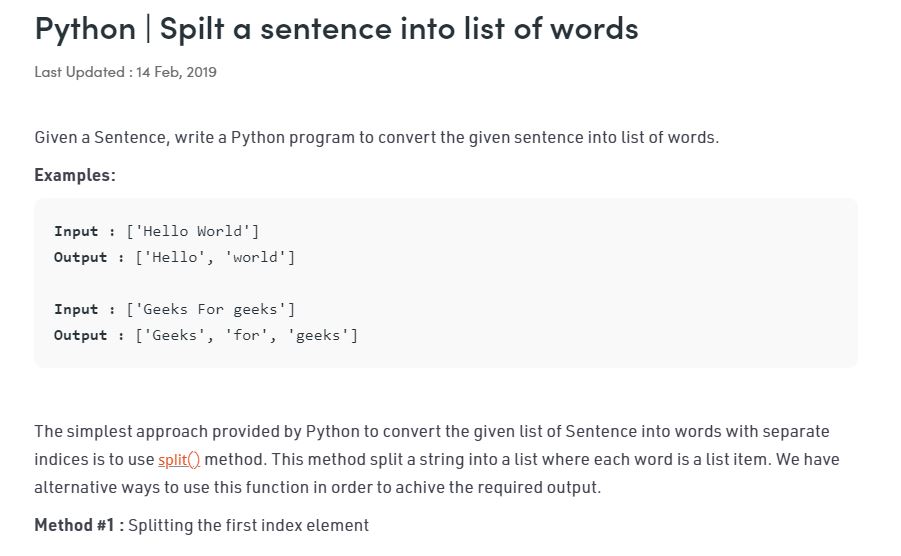 Python | Spilt a sentence into list of words
Last Updated : 14 Feb, 2019
Given a Sentence, write a Python program to convert the given sentence into list of words.
Examples:
Input : ['Hello World']
Output : ['Hello', 'world']
Input : ['Geeks For geeks']
Output : ['Geeks', 'for', 'geeks']
The simplest approach provided by Python to convert the given list of Sentence into words with separate
indices is to use split() method. This method split a string into a list where each word is a list item. We have
alternative ways to use this function in order to achive the required output.
Method #1 : Splitting the first index element